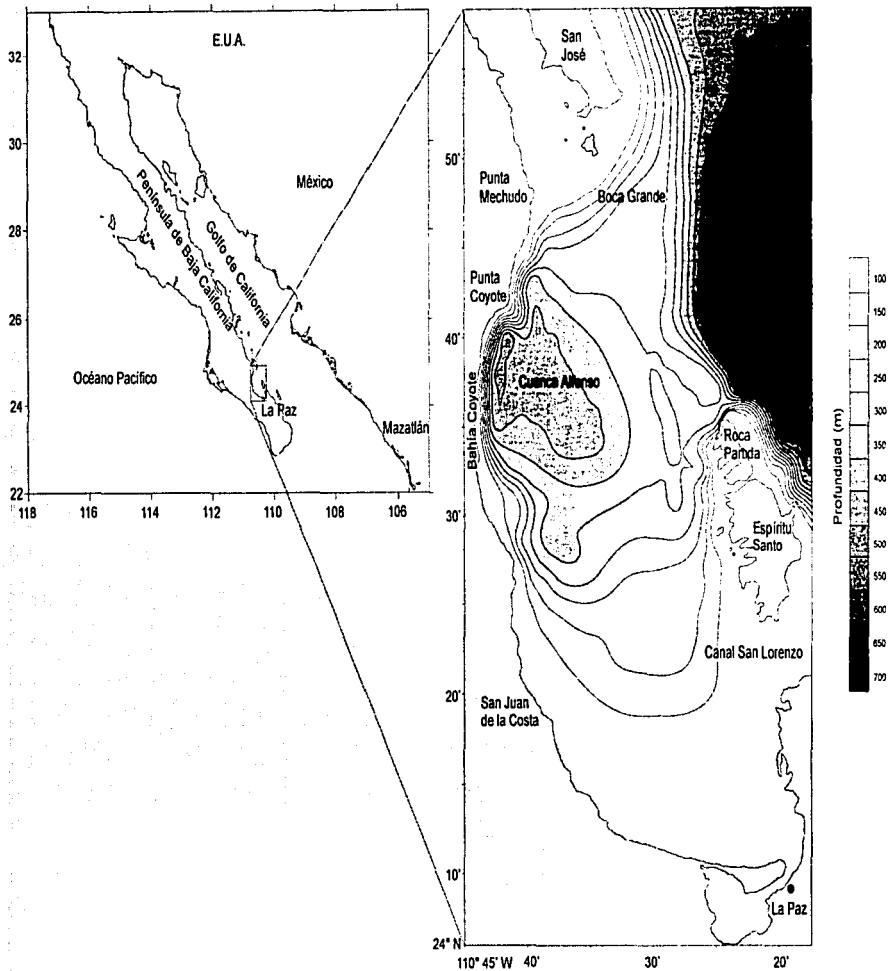 E.U.A.
México
Península de Baja California
Golfo de California
Océano Pacífico
La Paz
Mazatlán
32
31
30
28
26
25
24
23
22
118
116
114
112
110
108
106
San José
Punta Mechudo
Boca Grande
Punta Coyote
Bahía Coyote
Cuenca Alfonso
Roca Partida
Espíritu Santo
Canal San Lorenzo
San Juan de la Costa
La Paz
50'
40'
30'
20'
10'
24° N
110° 45' W
40'
30'
20'
Profundidad (m)
100
150
200
250
300
350
400
450
500
550
600
650
700